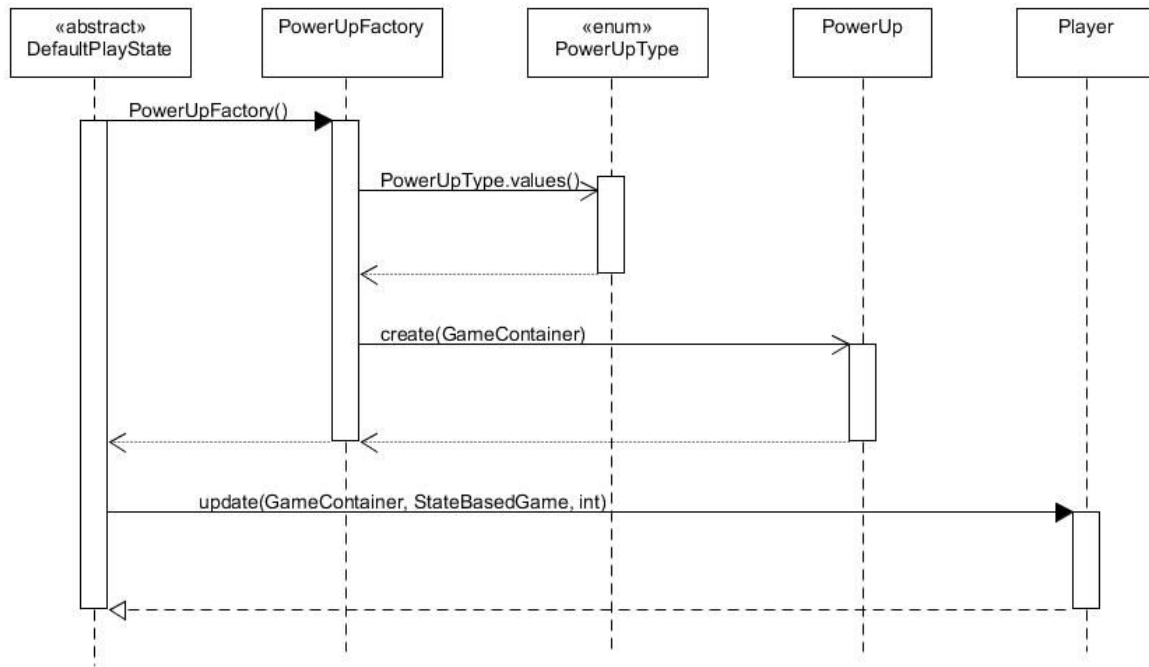 «abstract»
DefaultPlayState
PowerUpFactory
«enum»
PowerUpType
PowerUp
Player
PowerUpFactory()
PowerUpType.values()
create(GameContainer)
update(GameContainer, StateBasedGame, int)